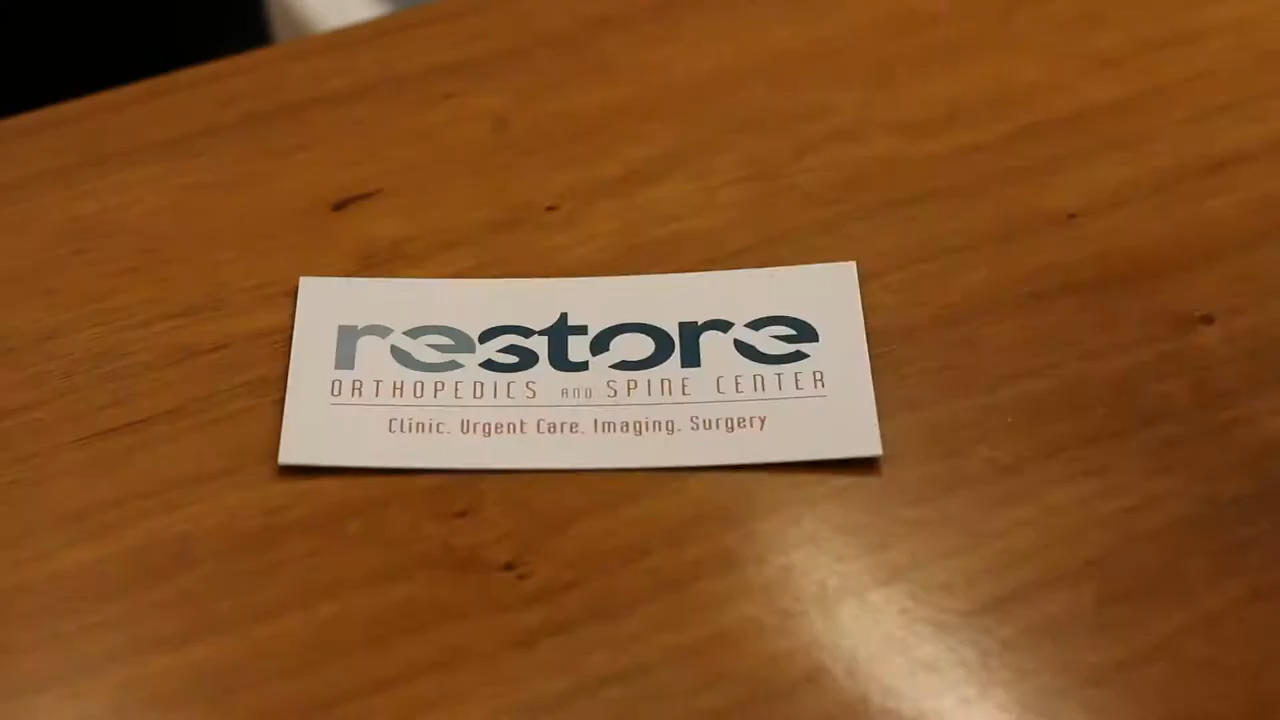 restore
ORTHOPEDICS AND SPINE CENTER
Clinic. Urgent Care. Imaging. Surgery